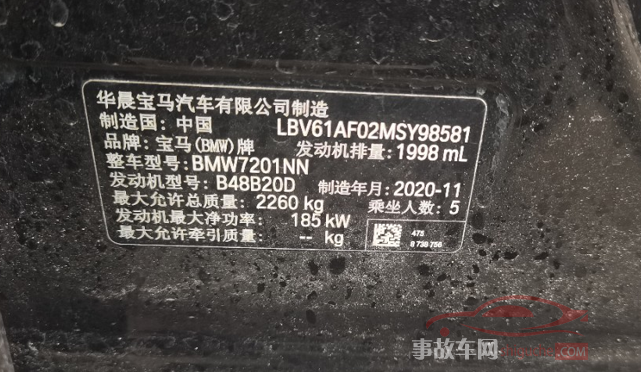 华晨宝马汽车有限公司制造
制造国: 中国 LBV61AF02MSY98581
品牌: 宝马(BMW)牌 发动机排量: 1998 mL
整车型号: BMW7201NN
发动机型号: B48B20D 制造年月: 2020-11
最大允许总质量: 2260 kg 乘坐人数: 5
发动机最大净功率: 185 kW
最大允许牵引质量: -- kg
475
8 738 756
事故车网